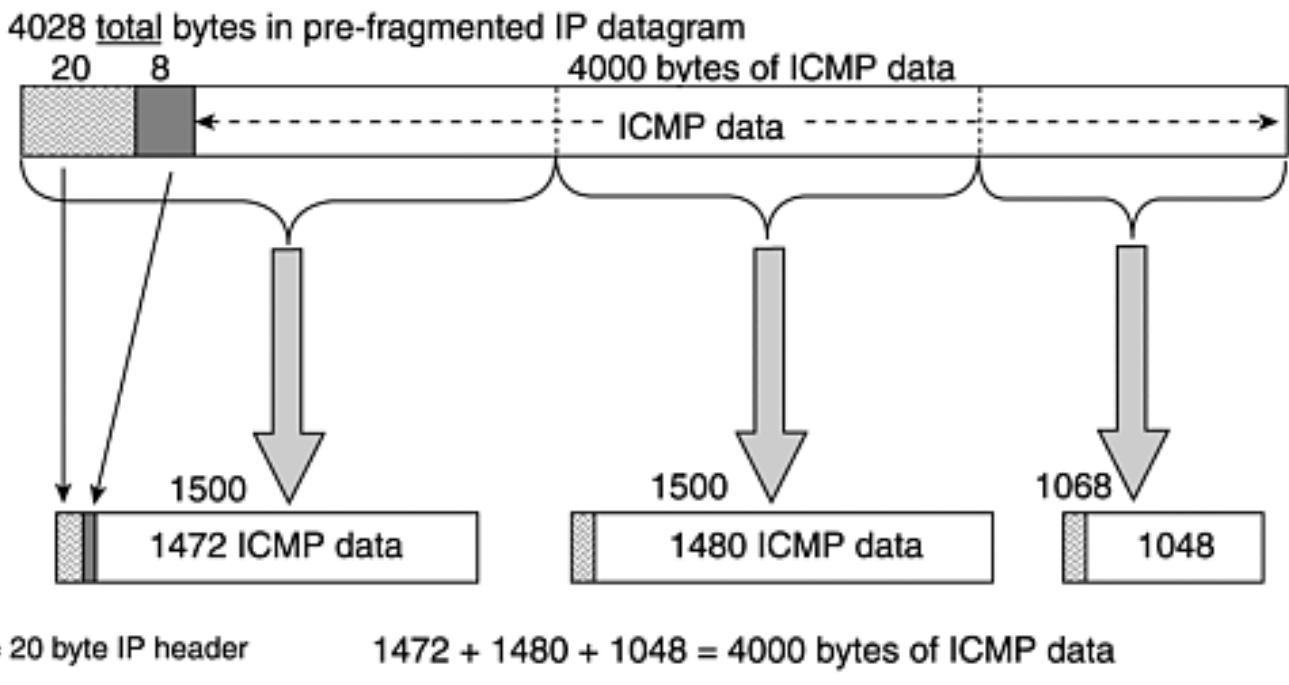 4028 total bytes in pre-fragmented IP datagram
20 8 4000 bytes of ICMP data
ICMP data
1500 1500 1068
1472 ICMP data 1480 ICMP data 1048
= 20 byte IP header 1472 + 1480 + 1048 = 4000 bytes of ICMP data